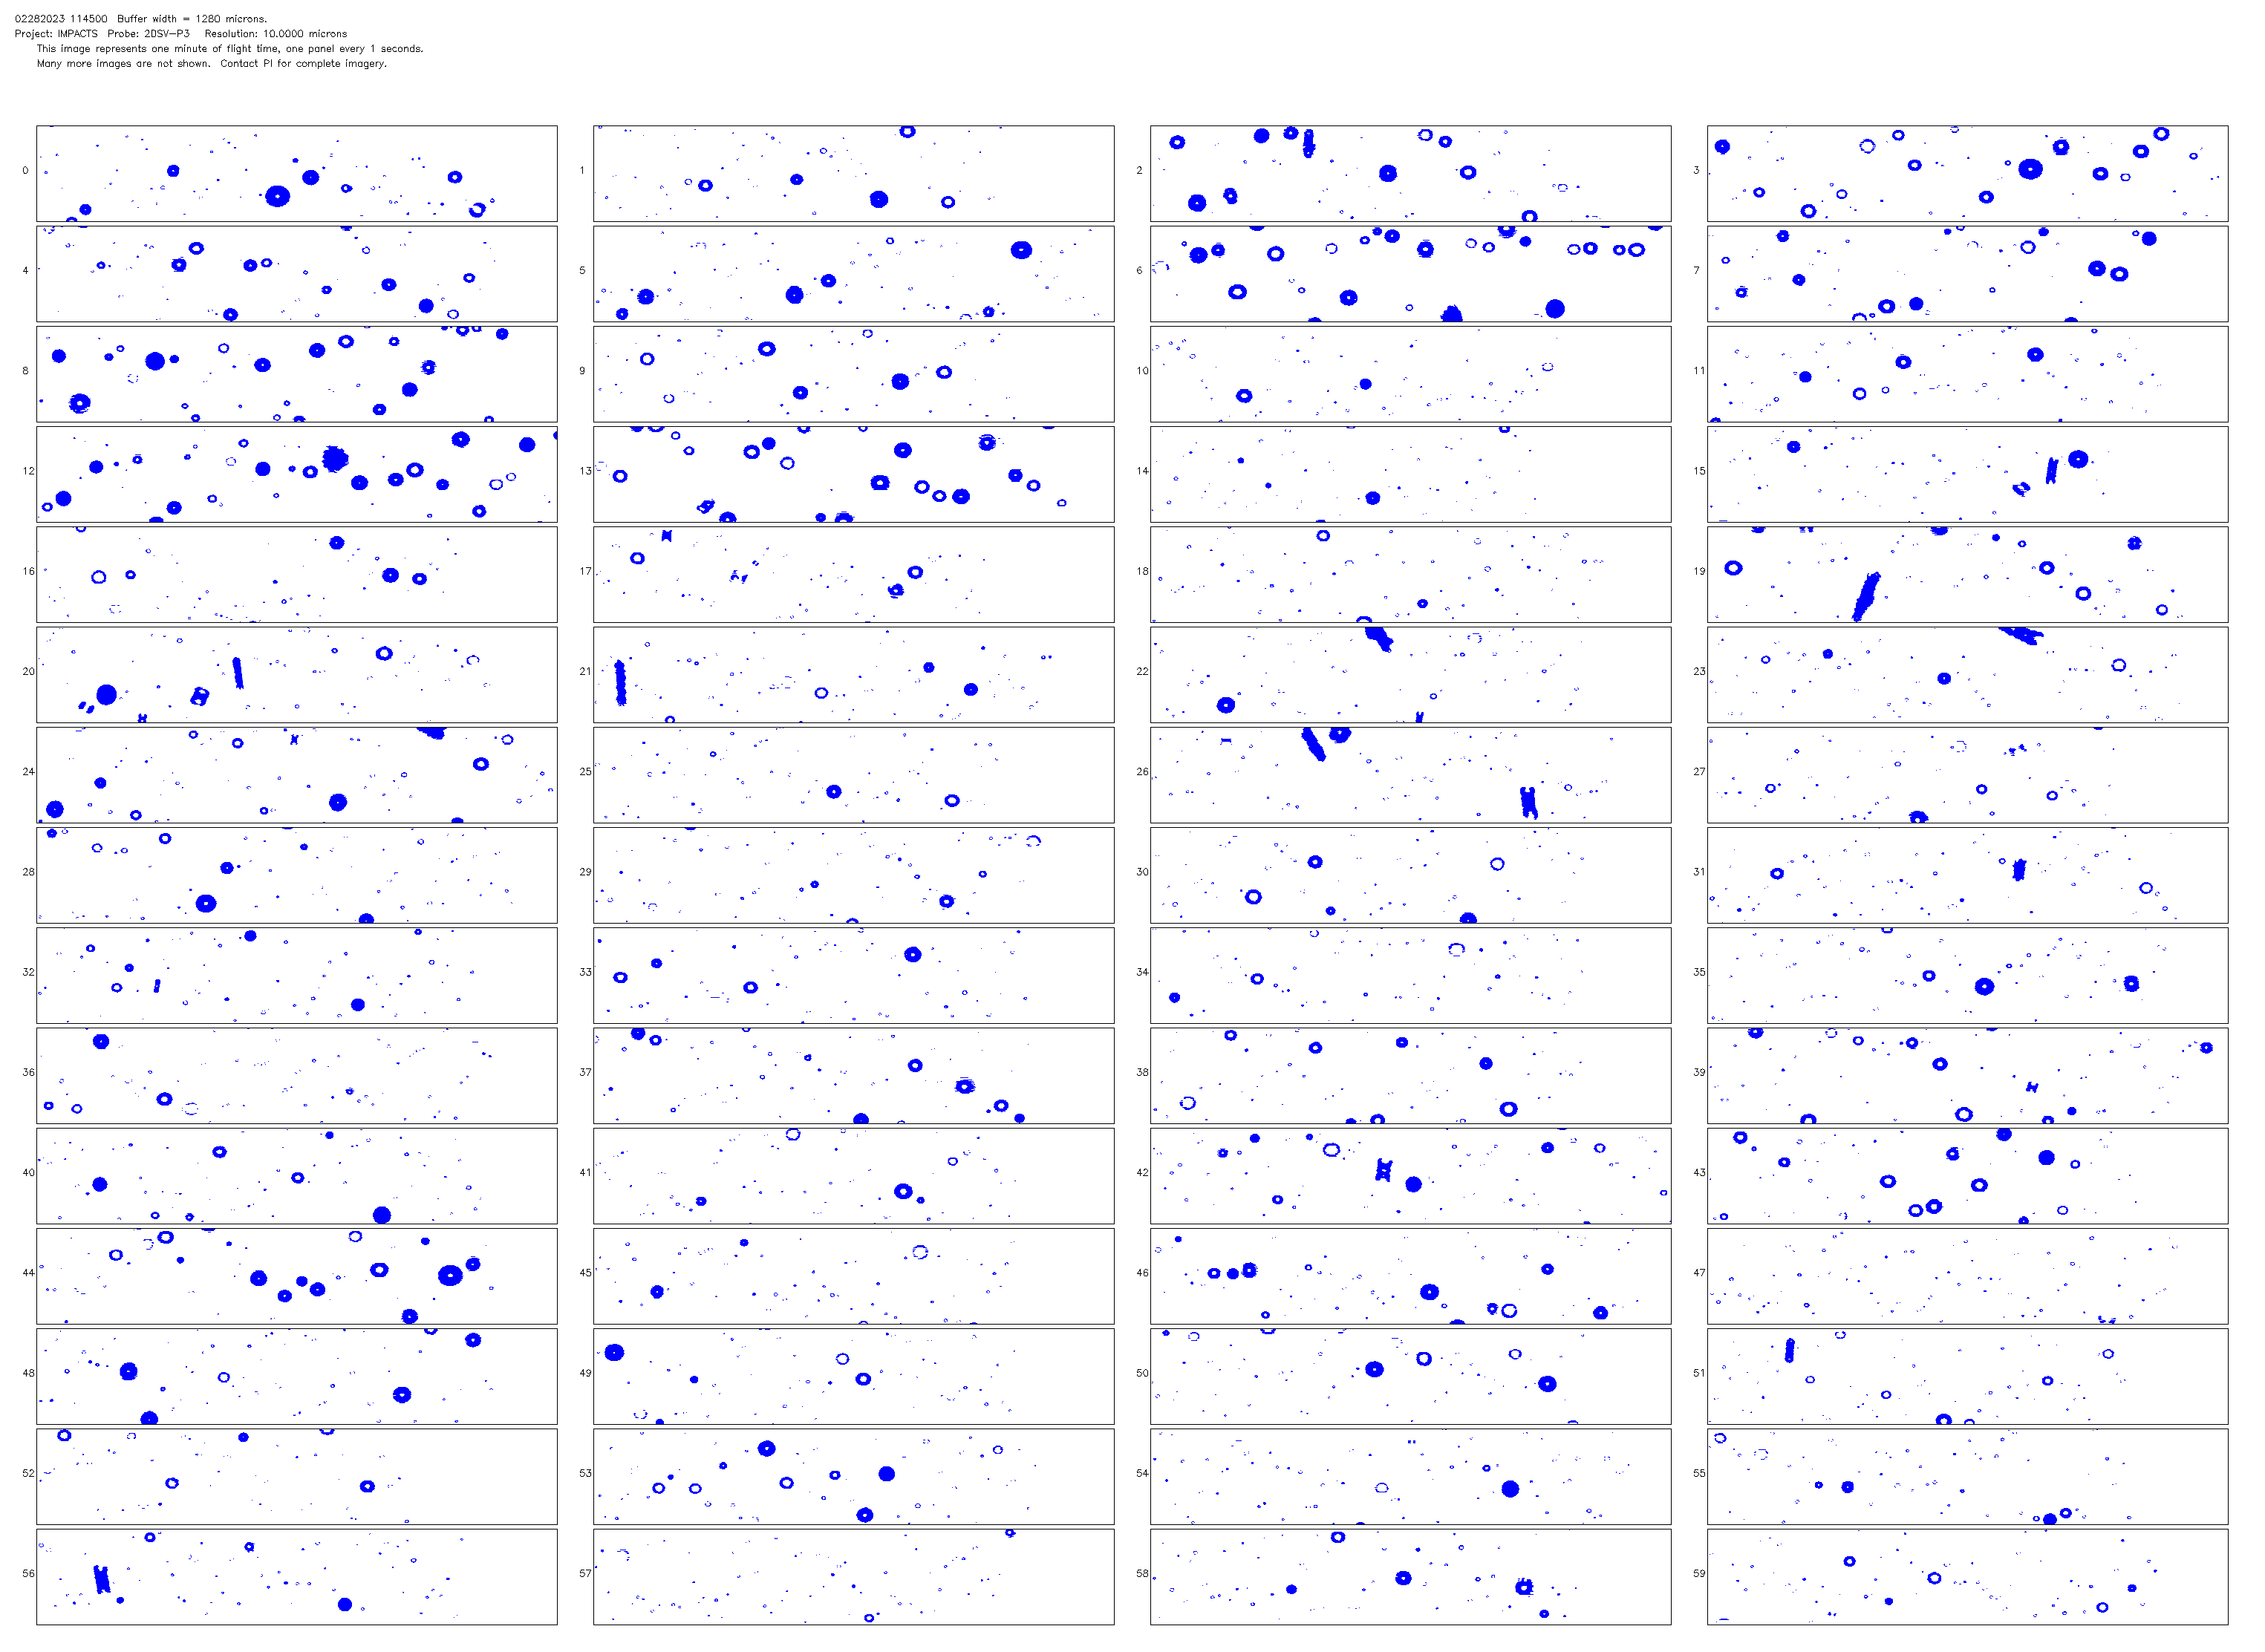 02282023 114500 Buffer width = 1280 microns.
Project: IMPACTS Probe: 2DSV-P3 Resolution: 10.0000 microns
This image represents one minute of flight time, one panel every 1 seconds.
Many more images are not shown. Contact PI for complete imagery.
0 1 2 3
4 5 6 7
8 9 10 11
12 13 14 15
16 17 18 19
20 21 22 23
24 25 26 27
28 29 30 31
32 33 34 35
36 37 38 39
40 41 42 43
44 45 46 47
48 49 50 51
52 53 54 55
56 57 58 59